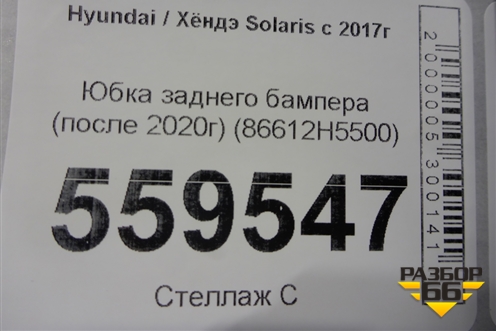 Hyundai / Хёндэ Solaris с 2017г
Юбка заднего бампера
(после 2020г) (86612H5500)
559547
Стеллаж С
2000005300141
РАЗБОР
66